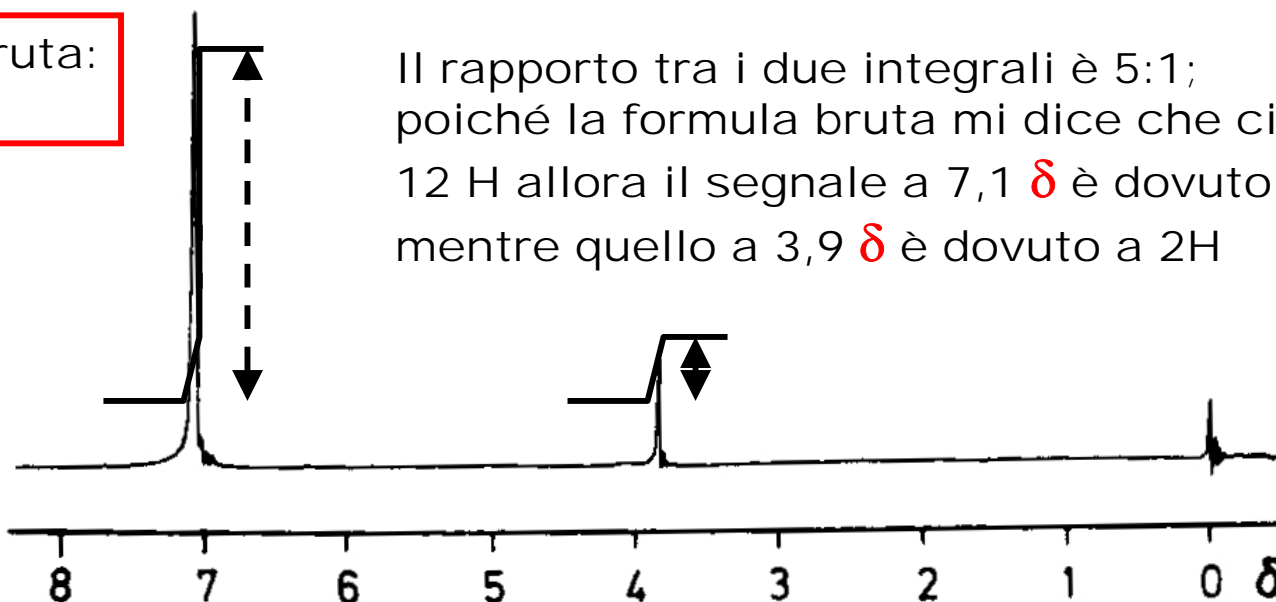 ruta:
Il rapporto tra i due integrali è 5:1;
poiché la formula bruta mi dice che ci
12 H allora il segnale a 7,1 δ è dovuto
mentre quello a 3,9 δ è dovuto a 2H
8 7 6 5 4 3 2 1 0 δ